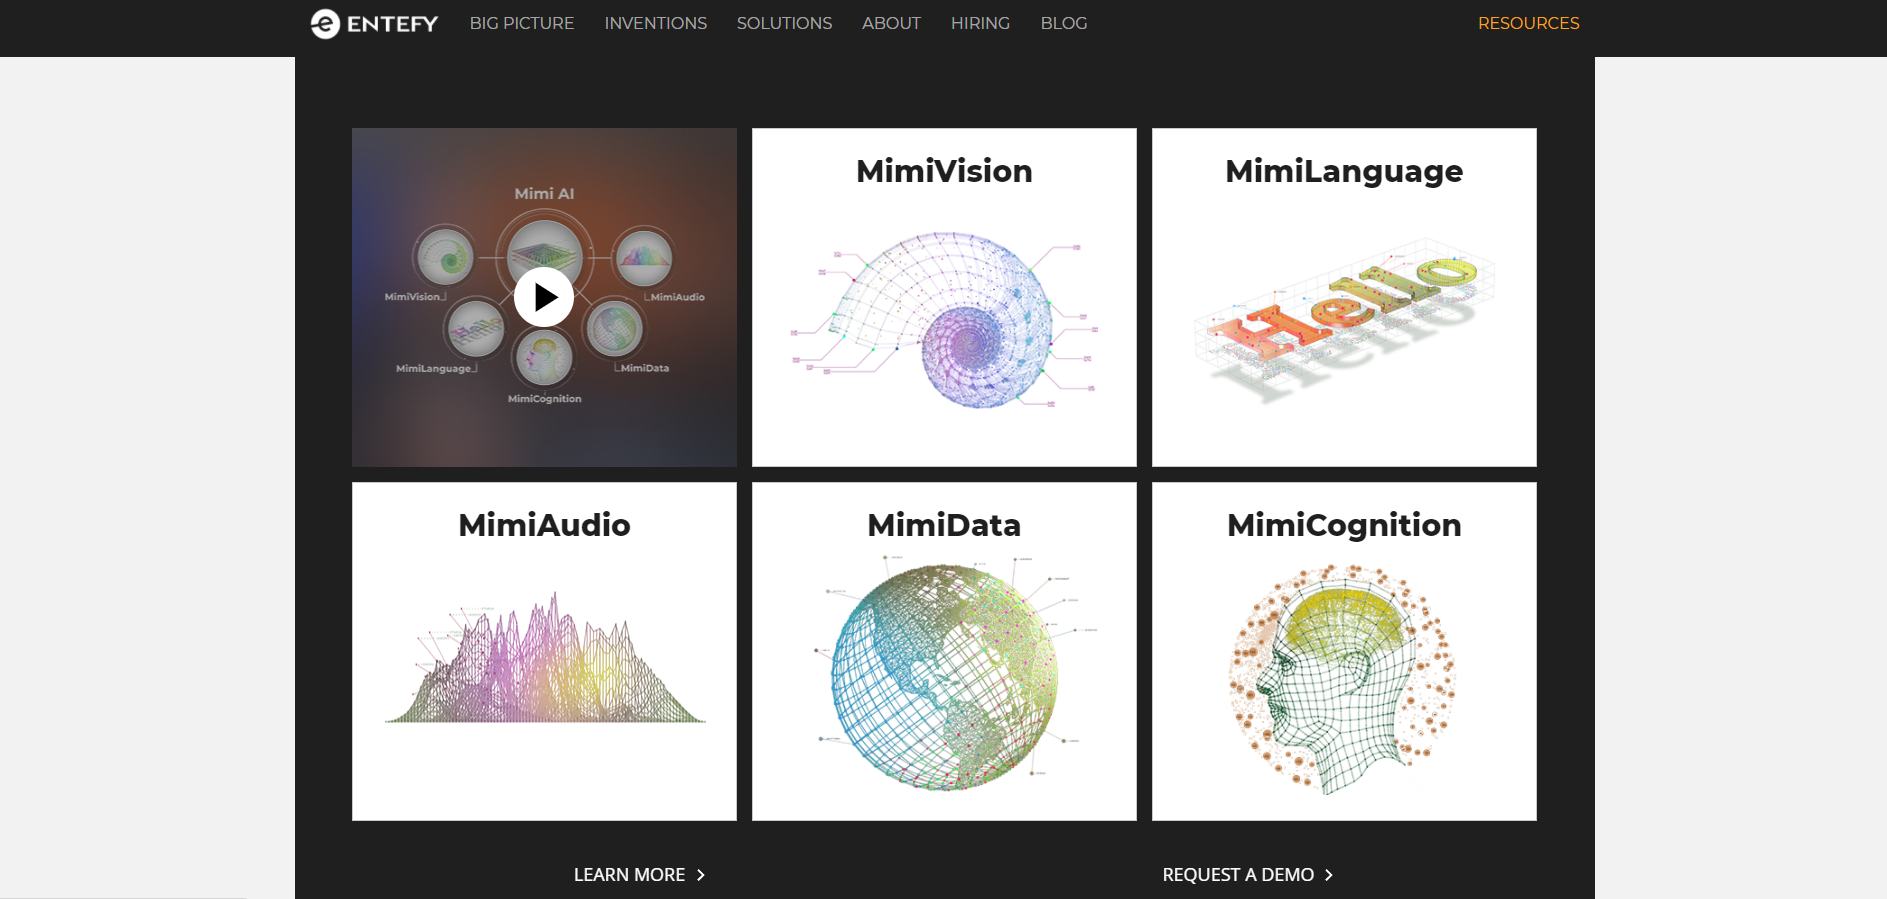 ENTEFY
BIG PICTURE
INVENTIONS
SOLUTIONS
ABOUT
HIRING
BLOG
RESOURCES
Mimi AI
MimiVision
MimiAudio
MimiLanguage
MimiData
MimiCognition
MimiVision
MimiLanguage
Hello
MimiAudio
MimiData
MimiCognition
LEARN MORE
REQUEST A DEMO